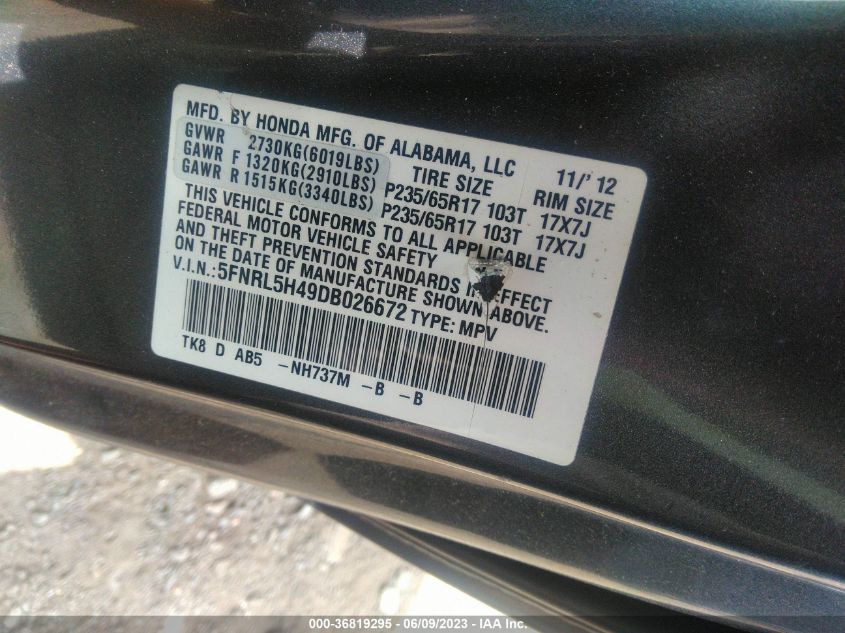 MFD. BY HONDA MFG. OF ALABAMA, LLC 11/'12
GVWR 2730KG(6019LBS) TIRE SIZE RIM SIZE
GAWR F 1320KG(2910LBS) P235/65R17 103T 17X7J
GAWR R 1515KG(3340LBS) P235/65R17 103T 17X7J
THIS VEHICLE CONFORMS TO ALL APPLICABLE
FEDERAL MOTOR VEHICLE SAFETY
AND THEFT PREVENTION STANDARDS EFFECT
ON THE DATE OF MANUFACTURE SHOWN ABOVE.
V.I.N.: 5FNRL5H49DB026672 TYPE: MPV
TK8 D AB5 -NH737M -B -B
000-36819295 - 06/09/2023 - IAA Inc.